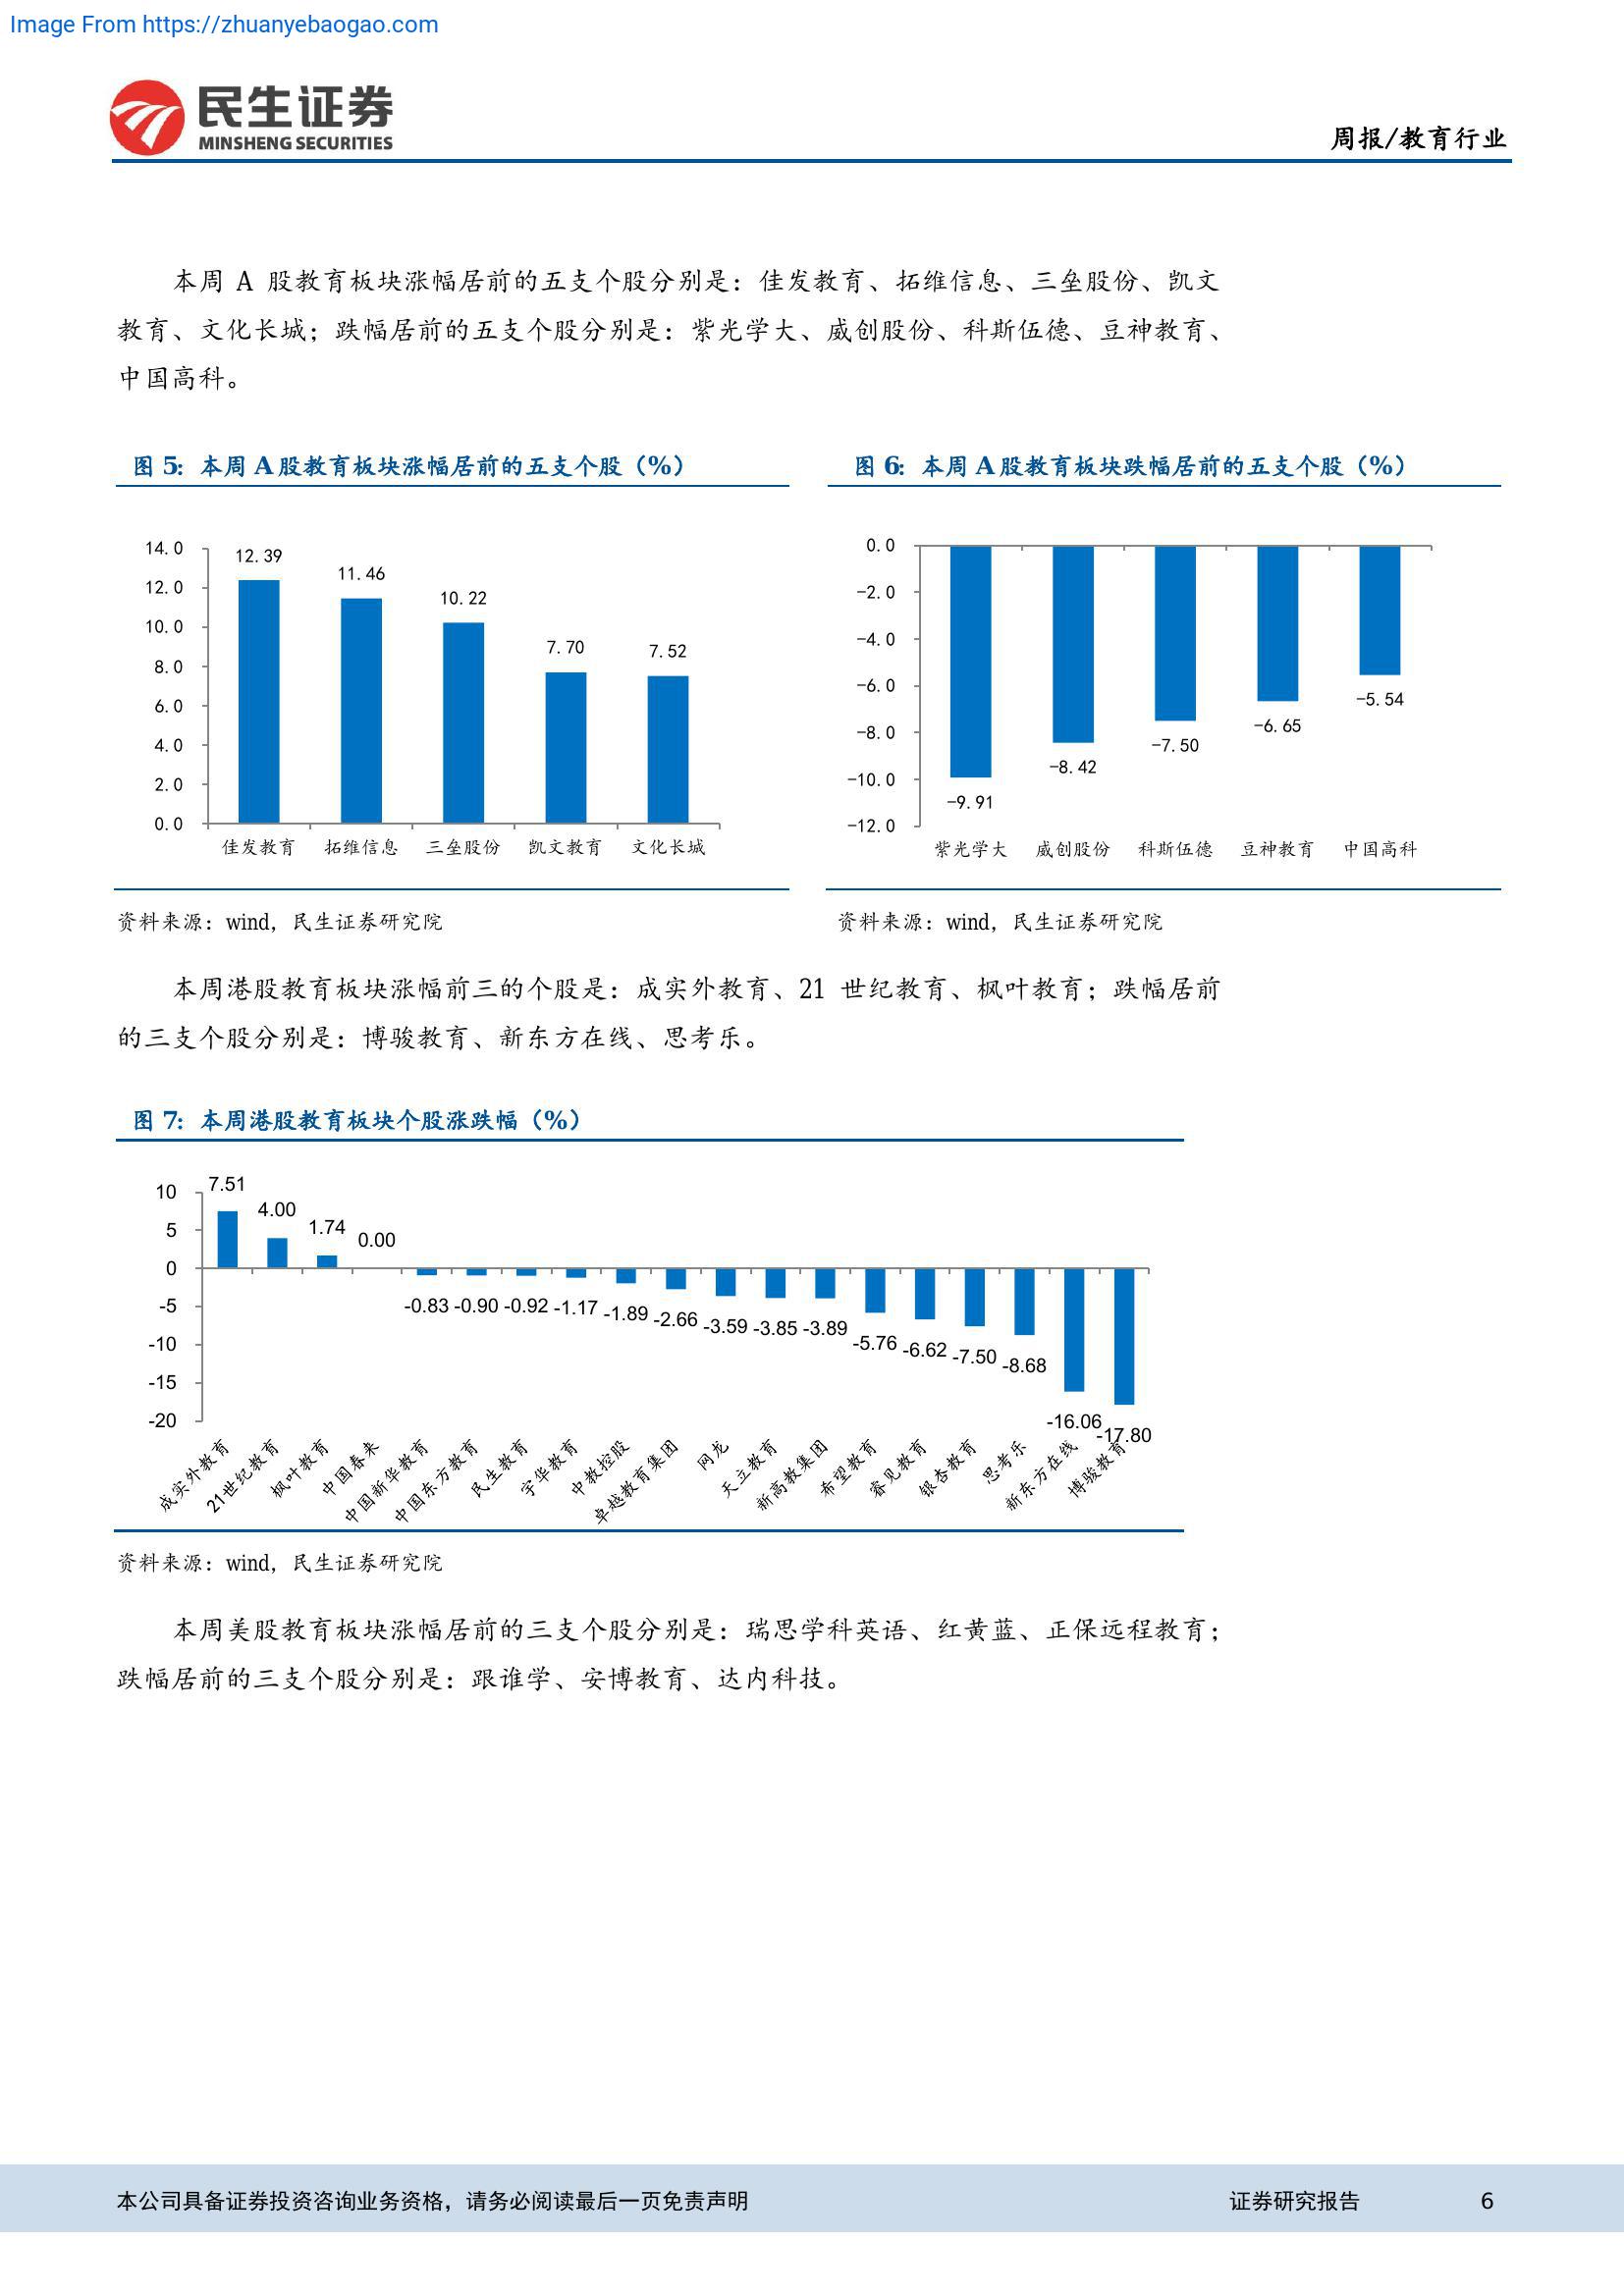 Image From https://zhuanyebaogao.com
民生证券
MINSHENG SECURITIES
周报/教育行业
本周 A 股教育板块涨幅居前的五支个股分别是：佳发教育、拓维信息、三垒股份、凯文
教育、文化长城；跌幅居前的五支个股分别是：紫光学大、威创股份、科斯伍德、豆神教育、
中国高科。
图 5: 本周 A 股教育板块涨幅居前的五支个股（%）
14.0
12.0
10.0
8.0
6.0
4.0
2.0
0.0
12.39
11.46
10.22
7.70
7.52
佳发教育 拓维信息 三垒股份 凯文教育 文化长城
资料来源：wind，民生证券研究院
图 6: 本周 A 股教育板块跌幅居前的五支个股（%）
0.0
-2.0
-4.0
-6.0
-8.0
-10.0
-12.0
-9.91
-8.42
-7.50
-6.65
-5.54
紫光学大 威创股份 科斯伍德 豆神教育 中国高科
资料来源：wind，民生证券研究院
本周港股教育板块涨幅前三的个股是：成实外教育、21 世纪教育、枫叶教育；跌幅居前
的三支个股分别是：博骏教育、新东方在线、思考乐。
图 7: 本周港股教育板块个股涨跌幅（%）
10
5
0
-5
-10
-15
-20
7.51
4.00
1.74
0.00
-0.83 -0.90 -0.92 -1.17 -1.89 -2.66 -3.59 -3.85 -3.89 -5.76 -6.62 -7.50 -8.68 -16.06 -17.80
成实外教育
21世纪教育
枫叶教育
中国春来
中国新华教育
中国东方教育
民生教育
宇华教育
中教控股
卓越教育集团
网龙
天立教育
新高教集团
希望教育
睿见教育
银杏教育
思考乐
新东方在线
博骏教育
资料来源：wind，民生证券研究院
本周美股教育板块涨幅居前的三支个股分别是：瑞思学科英语、红黄蓝、正保远程教育；
跌幅居前的三支个股分别是：跟谁学、安博教育、达内科技。
本公司具备证券投资咨询业务资格，请务必阅读最后一页免责声明 证券研究报告 6